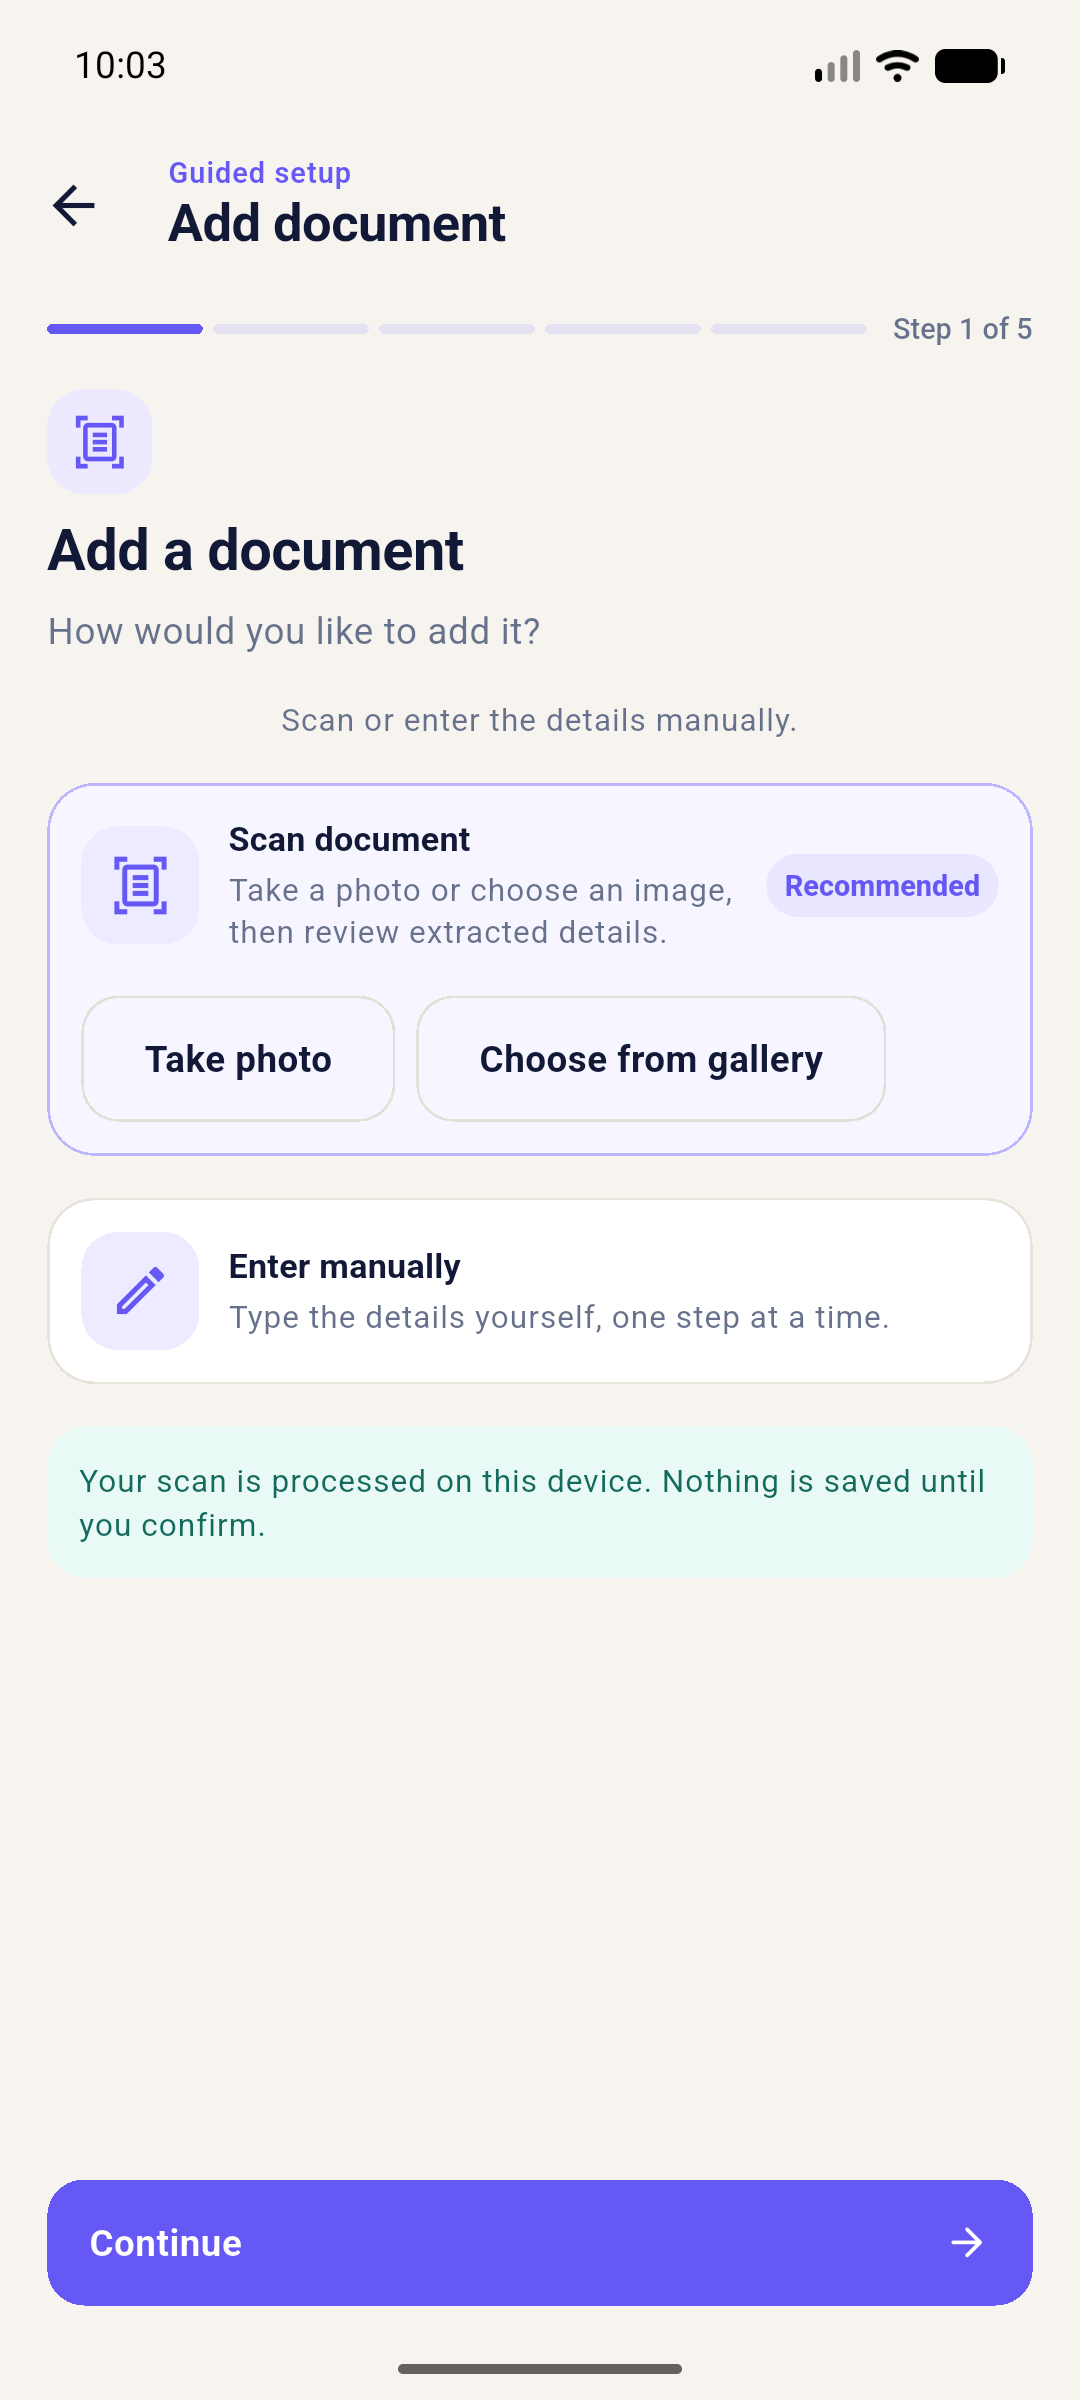 10:03
Guided setup
Add document
Step 1 of 5
Add a document
How would you like to add it?
Scan or enter the details manually.
Scan document
Take a photo or choose an image,
then review extracted details.
Recommended
Take photo
Choose from gallery
Enter manually
Type the details yourself, one step at a time.
Your scan is processed on this device. Nothing is saved until
you confirm.
Continue